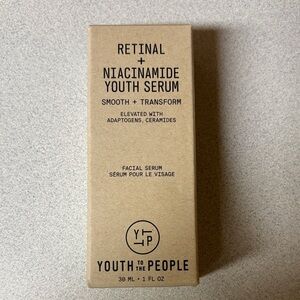 RETINAL
+
NIACINAMIDE
YOUTH SERUM
SMOOTH + TRANSFORM
ELEVATED WITH
ADAPTOGENS, CERAMIDES
FACIAL SERUM
SÉRUM POUR LE VISAGE
YTTP
YOUTH TO THE PEOPLE
30 ML • 1 FL OZ